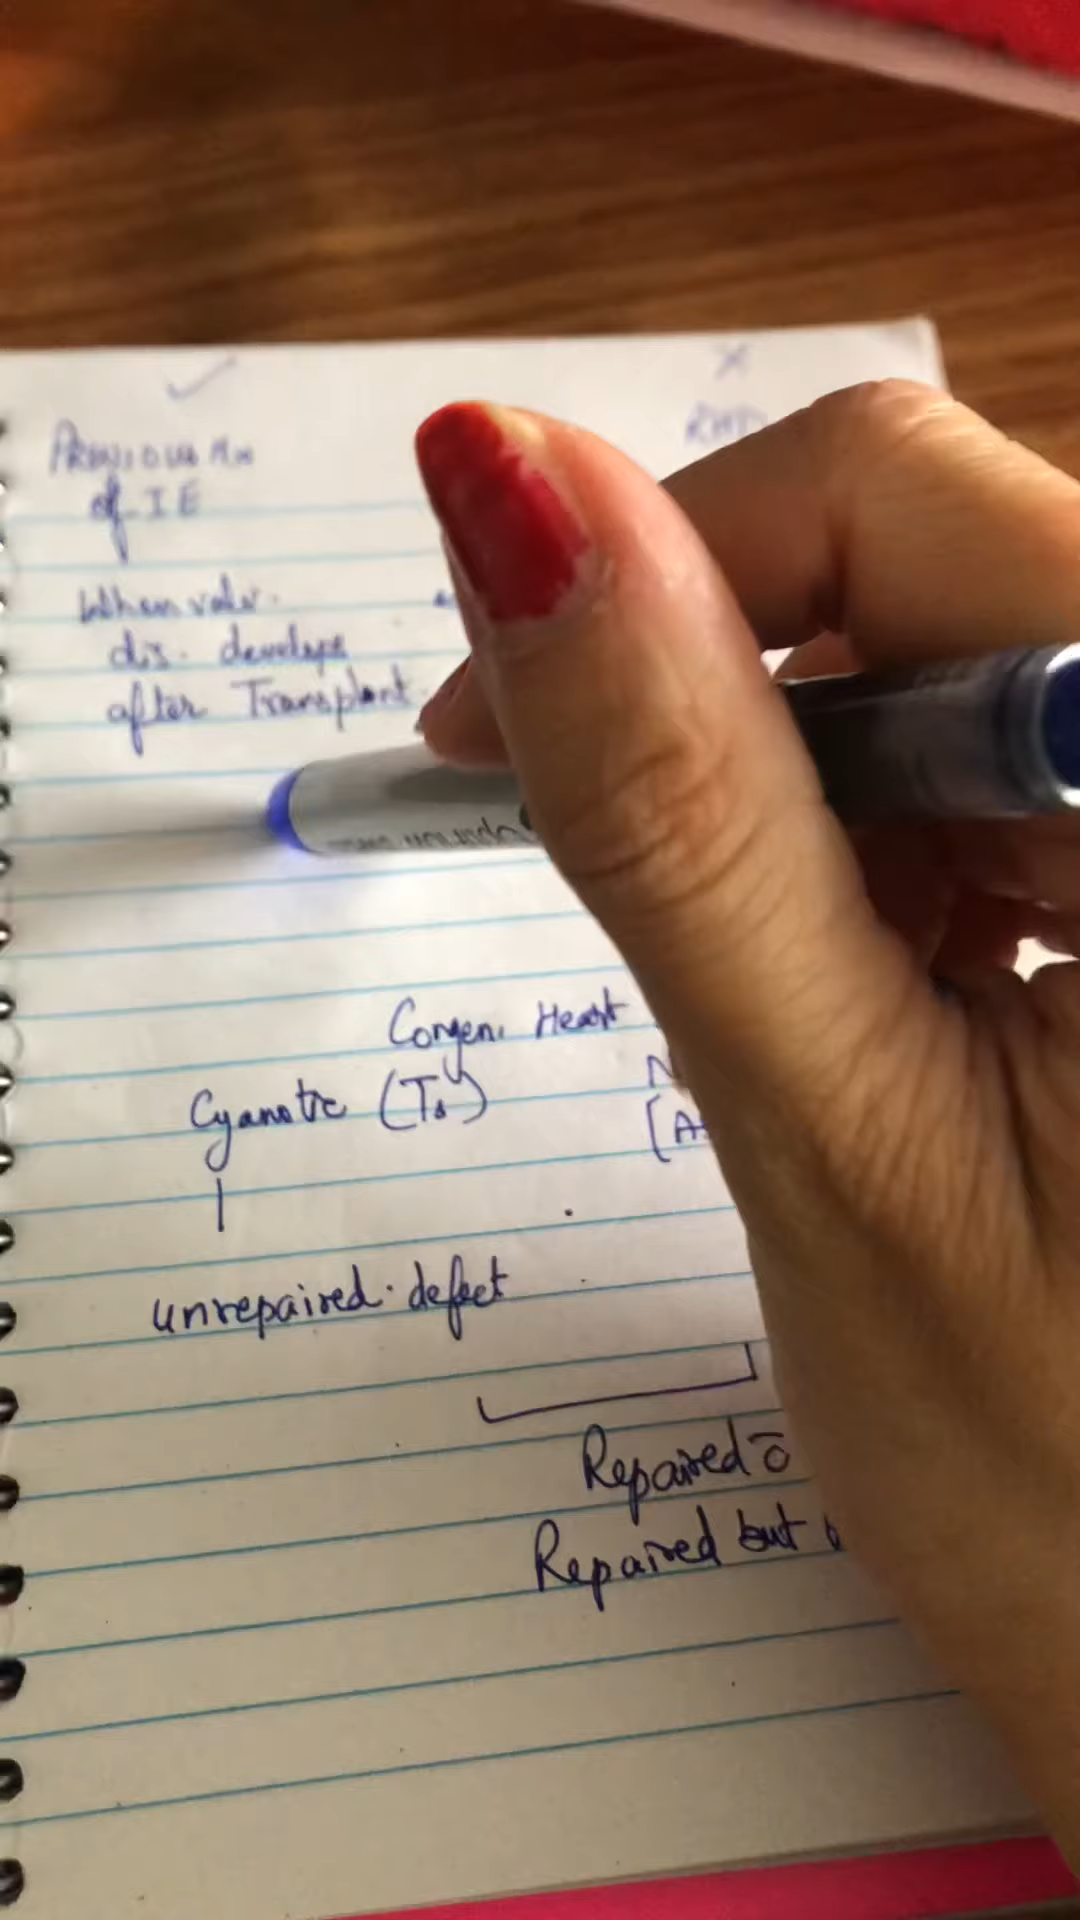 ✓ X
Previous Hx
of IE
When valv.
dis. develops
after Transplant.
Congen. Heart
Cyanotic (Ts)
N
[A
unrepaired. defect
Repaired c̄
Repaired but